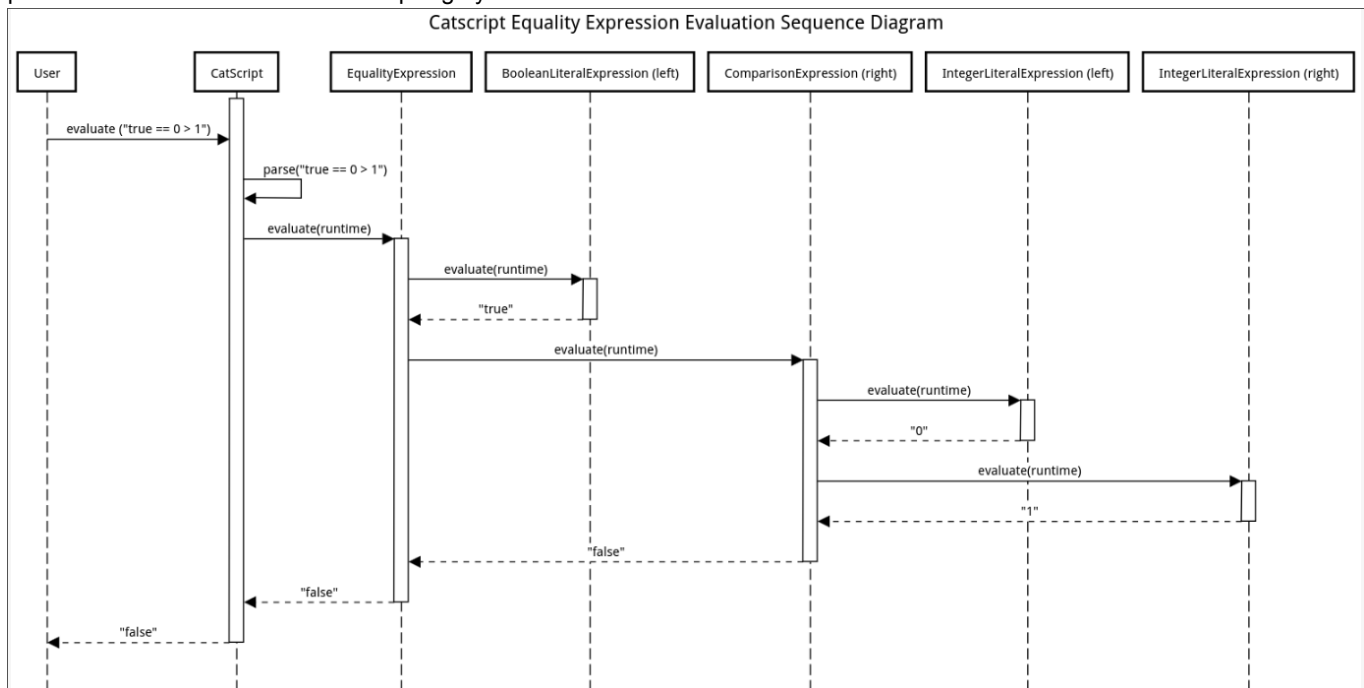 Catscript Equality Expression Evaluation Sequence Diagram
User
CatScript
EqualityExpression
BooleanLiteralExpression (left)
ComparisonExpression (right)
IntegerLiteralExpression (left)
IntegerLiteralExpression (right)
evaluate ("true == 0 > 1")
parse("true == 0 > 1")
evaluate(runtime)
evaluate(runtime)
"true"
evaluate(runtime)
evaluate(runtime)
"0"
evaluate(runtime)
"1"
"false"
"false"
"false"